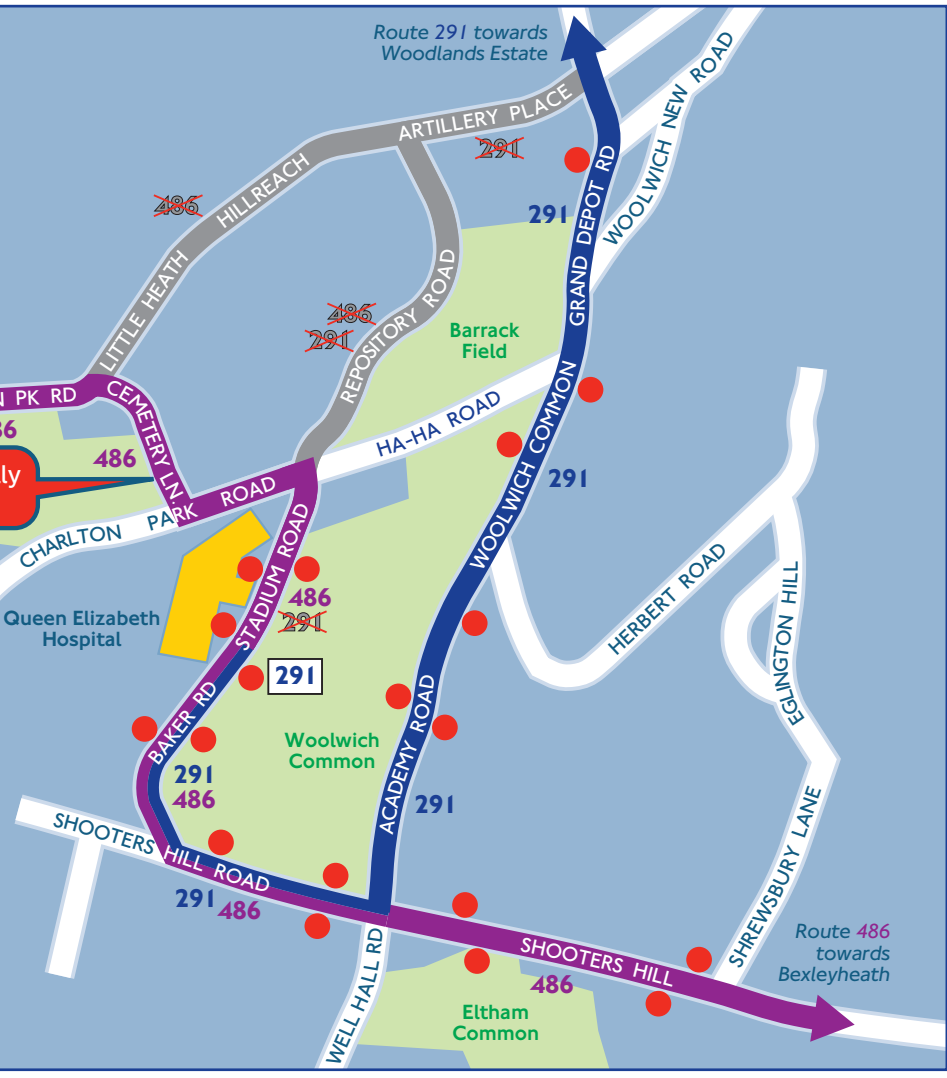 Route 291 towards
Woodlands Estate
ARTILLERY PLACE
WOOLWICH NEW ROAD
291
486
HILLREACH
291
GRAND DEPOT RD
LITTLE HEATH
REPOSITORY ROAD
486
291
Barrack
Field
N PK RD
CEMETERY LN.
HA-HA ROAD
WOOLWICH COMMON
86
486
lly
291
CHARLTON PARK ROAD
STADIUM ROAD
HERBERT ROAD
EGLINGTON HILL
486
291
Queen Elizabeth
Hospital
291
BAKER RD
Woolwich
Common
ACADEMY ROAD
291
486
291
SHOOTERS HILL ROAD
SHREWSBURY LANE
291
486
SHOOTERS HILL
486
WELL HALL RD
Route 486
towards
Bexleyheath
Eltham
Common